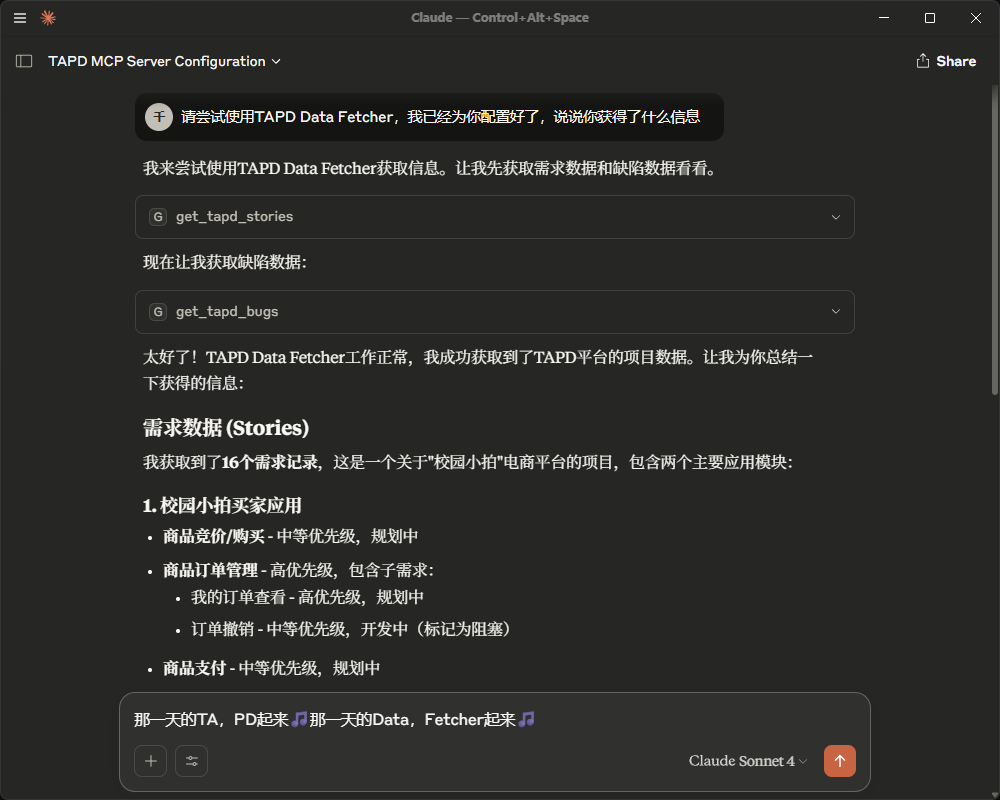 Claude — Control+Alt+Space
TAPD MCP Server Configuration
Share
千
请尝试使用TAPD Data Fetcher，我已经为你配置好了，说说你获得了什么信息
我来尝试使用TAPD Data Fetcher获取信息。让我先获取需求数据和缺陷数据看看。
G get_tapd_stories
现在让我获取缺陷数据：
G get_tapd_bugs
太好了！TAPD Data Fetcher工作正常，我成功获取到了TAPD平台的项目数据。让我为你总结一
下获得的信息：
需求数据 (Stories)
我获取到了16个需求记录，这是一个关于"校园小拍"电商平台的项目，包含两个主要应用模块：
1. 校园小拍买家应用
• 商品竞价/购买 - 中等优先级，规划中
• 商品订单管理 - 高优先级，包含子需求：
• 我的订单查看 - 高优先级，规划中
• 订单撤销 - 中等优先级，开发中（标记为阻塞）
• 商品支付 - 中等优先级，规划中
那一天的TA，PD起来🎵那一天的Data，Fetcher起来🎵
Claude Sonnet 4